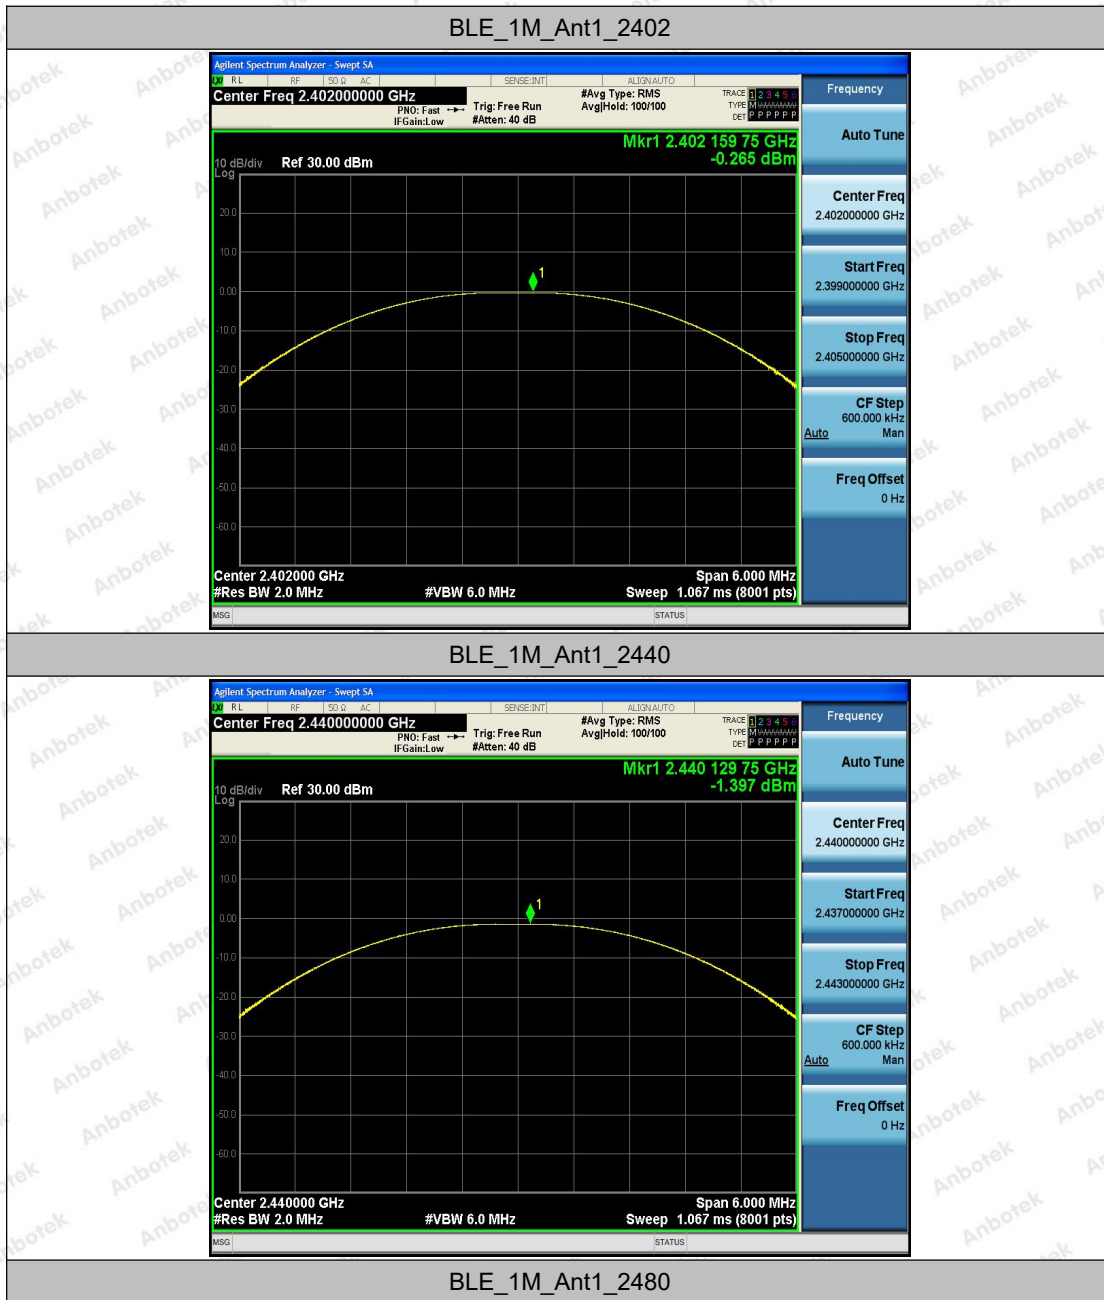 BLE_1M_Ant1_2402
Agilent Spectrum Analyzer - Swept SA
RL RF 50 Ω AC SENSE:INT ALIGNAUTO
Center Freq 2.402000000 GHz
PNO: Fast
IFGain:Low
Trig: Free Run
#Atten: 40 dB
#Avg Type: RMS
Avg|Hold: 100/100
TRACE 1 2 3 4 5 6
TYPE M
DET P P P P P P
Mkr1 2.402 159 75 GHz
-0.265 dBm
10 dB/div Ref 30.00 dBm
Log
20.0
10.0
0.00
-10.0
-20.0
-30.0
-40.0
-50.0
-60.0
1
Center 2.402000 GHz Span 6.000 MHz
#Res BW 2.0 MHz #VBW 6.0 MHz Sweep 1.067 ms (8001 pts)
MSG STATUS
Frequency
Auto Tune
Center Freq
2.402000000 GHz
Start Freq
2.399000000 GHz
Stop Freq
2.405000000 GHz
CF Step
600.000 kHz
Auto Man
Freq Offset
0 Hz
BLE_1M_Ant1_2440
Agilent Spectrum Analyzer - Swept SA
RL RF 50 Ω AC SENSE:INT ALIGNAUTO
Center Freq 2.440000000 GHz
PNO: Fast
IFGain:Low
Trig: Free Run
#Atten: 40 dB
#Avg Type: RMS
Avg|Hold: 100/100
TRACE 1 2 3 4 5 6
TYPE M
DET P P P P P P
Mkr1 2.440 129 75 GHz
-1.397 dBm
10 dB/div Ref 30.00 dBm
Log
20.0
10.0
0.00
-10.0
-20.0
-30.0
-40.0
-50.0
-60.0
1
Center 2.440000 GHz Span 6.000 MHz
#Res BW 2.0 MHz #VBW 6.0 MHz Sweep 1.067 ms (8001 pts)
MSG STATUS
Frequency
Auto Tune
Center Freq
2.440000000 GHz
Start Freq
2.437000000 GHz
Stop Freq
2.443000000 GHz
CF Step
600.000 kHz
Auto Man
Freq Offset
0 Hz
BLE_1M_Ant1_2480
Anbotek